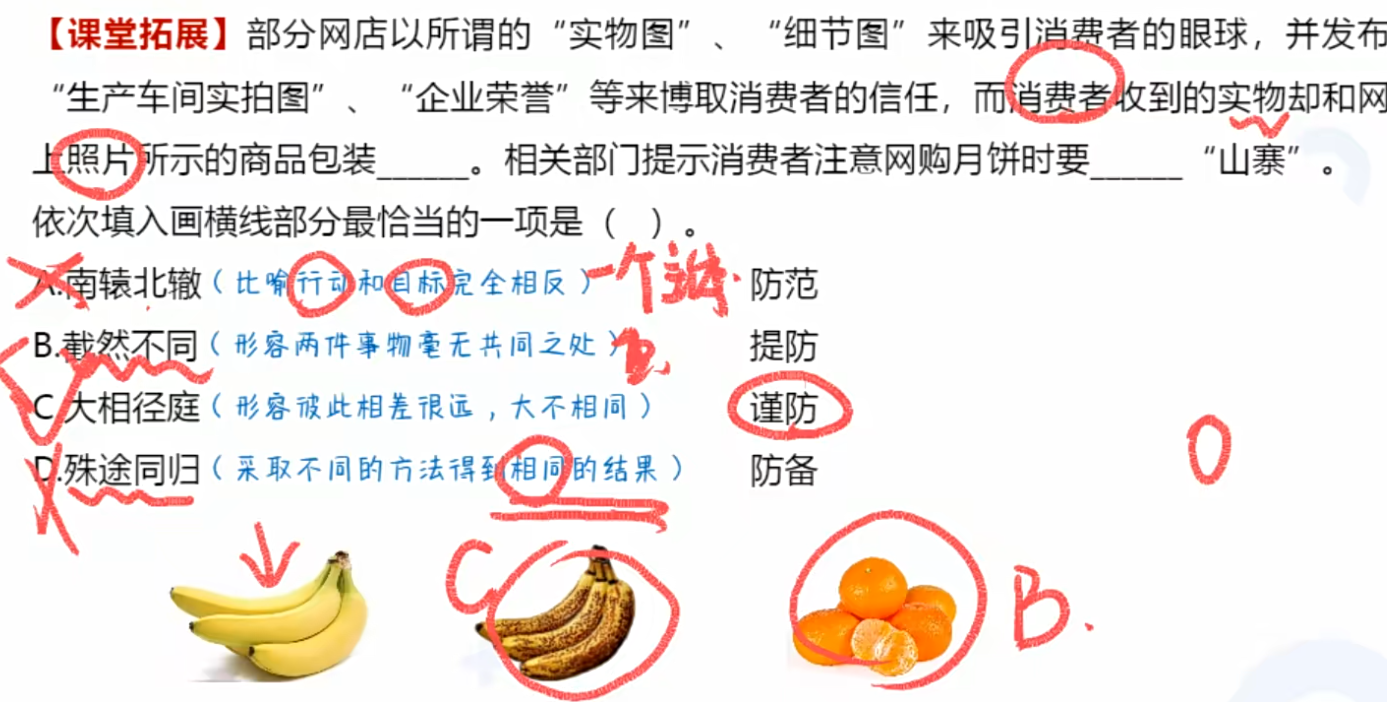 【课堂拓展】部分网店以所谓的“实物图”、“细节图”来吸引消费者的眼球，并发布
“生产车间实拍图”、“企业荣誉”等来博取消费者的信任，而消费者收到的实物却和网
上照片所示的商品包装______。相关部门提示消费者注意网购月饼时要______“山寨”。
依次填入画横线部分最恰当的一项是（ ）。
A.南辕北辙（比喻行动和目标完全相反）一个 防范
B.截然不同（形容两件事物毫无共同之处） 提防
C.大相径庭（形容彼此相差很远，大不相同） 谨防
D.殊途同归（采取不同的方法得到相同的结果） 防备
C
B.